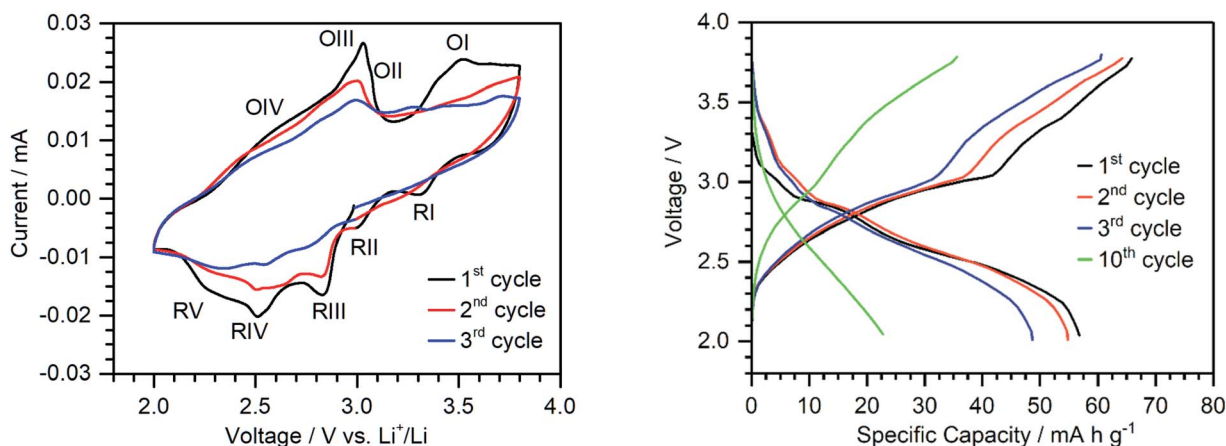 0.03
0.02
0.01
0.00
-0.01
-0.02
-0.03
Current / mA
OIII
OII
OI
OIV
RI
RII
RIII
RIV
RV
1st cycle
2nd cycle
3rd cycle
2.0 2.5 3.0 3.5 4.0
Voltage / V vs. Li+/Li
4.0
3.5
3.0
2.5
2.0
Voltage / V
1st cycle
2nd cycle
3rd cycle
10th cycle
0 10 20 30 40 50 60 70 80
Specific Capacity / mA h g-1